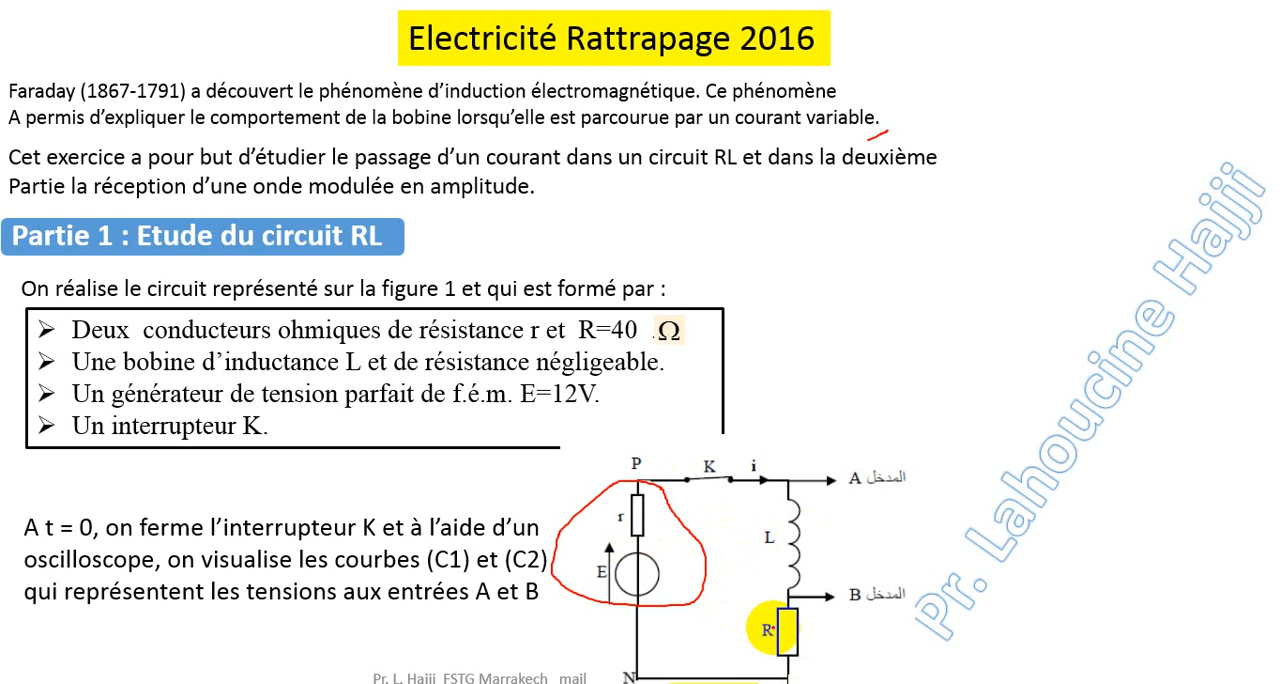 Electricité Rattrapage 2016
Faraday (1867-1791) a découvert le phénomène d’induction électromagnétique. Ce phénomène
A permis d’expliquer le comportement de la bobine lorsqu’elle est parcourue par un courant variable.
Cet exercice a pour but d’étudier le passage d’un courant dans un circuit RL et dans la deuxième
Partie la réception d’une onde modulée en amplitude.
Partie 1 : Etude du circuit RL
On réalise le circuit représenté sur la figure 1 et qui est formé par :
➢ Deux conducteurs ohmiques de résistance r et R=40 .Ω
➢ Une bobine d’inductance L et de résistance négligeable.
➢ Un générateur de tension parfait de f.é.m. E=12V.
➢ Un interrupteur K.
A t = 0, on ferme l’interrupteur K et à l’aide d’un
oscilloscope, on visualise les courbes (C1) et (C2)
qui représentent les tensions aux entrées A et B
P
K
i
A المدخل
r
L
E
B المدخل
R
N
Pr. L. Hajji FSTG Marrakech mail
Pr. Lahoucine Hajji